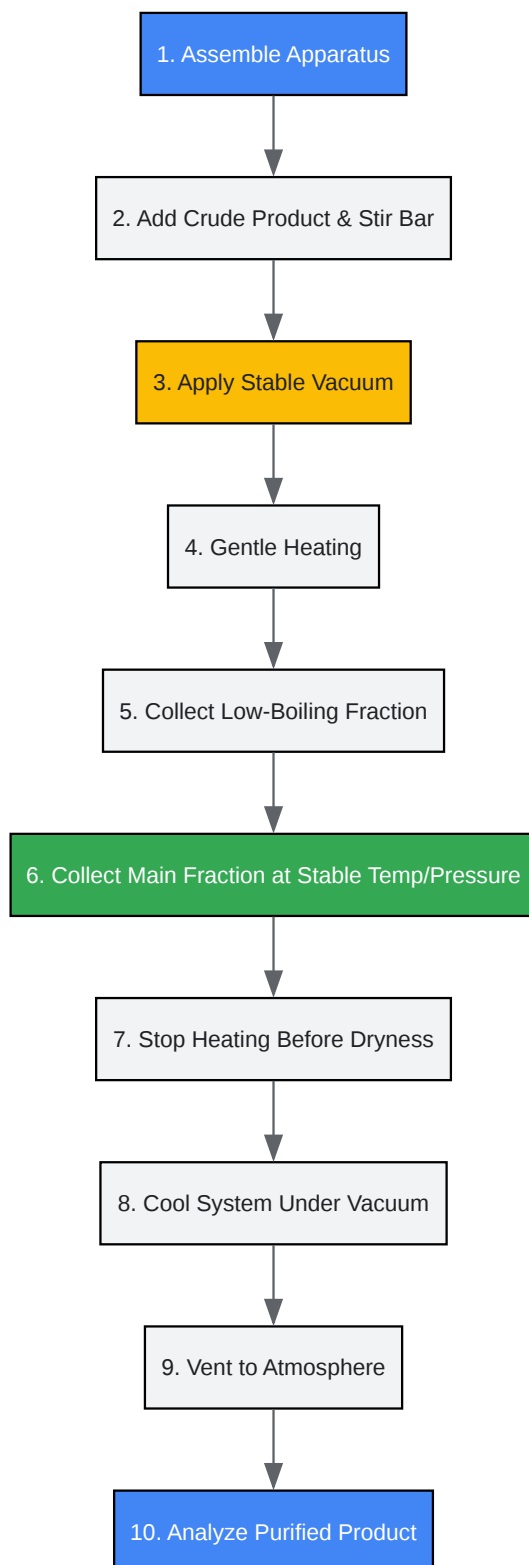 1. Assemble Apparatus
2. Add Crude Product & Stir Bar
3. Apply Stable Vacuum
4. Gentle Heating
5. Collect Low-Boiling Fraction
6. Collect Main Fraction at Stable Temp/Pressure
7. Stop Heating Before Dryness
8. Cool System Under Vacuum
9. Vent to Atmosphere
10. Analyze Purified Product